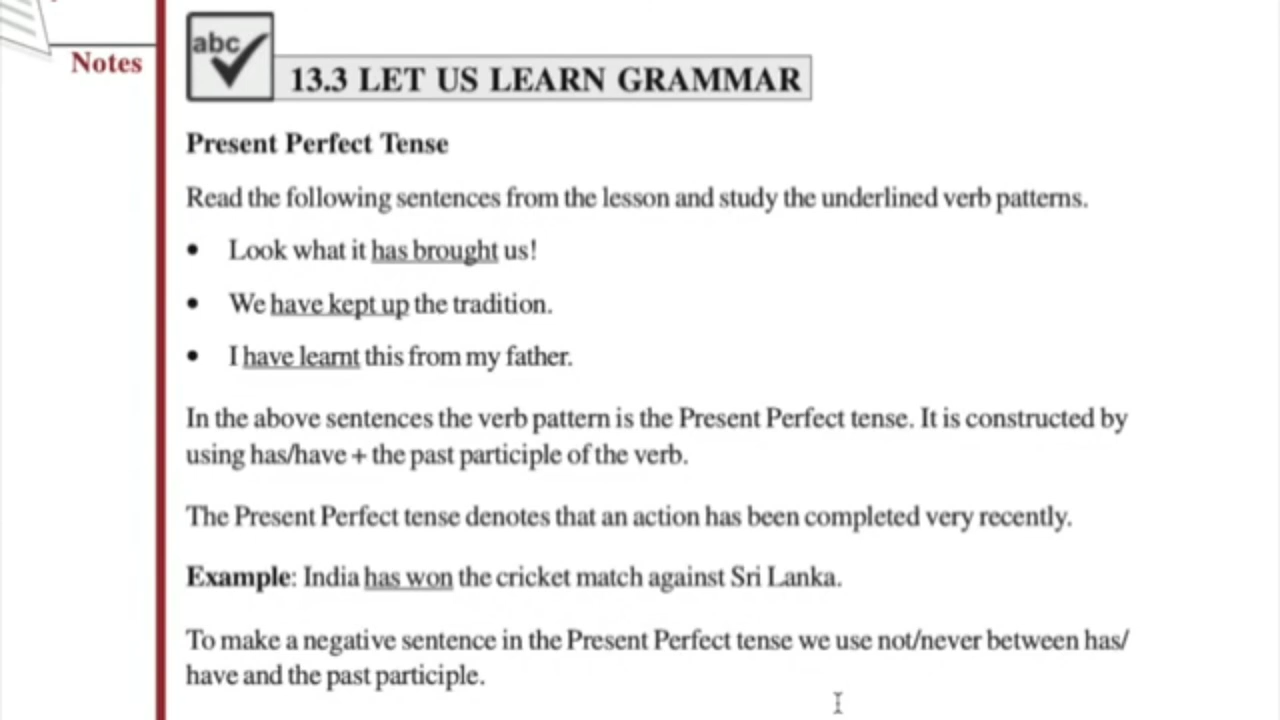 abc
Notes
13.3 LET US LEARN GRAMMAR
Present Perfect Tense
Read the following sentences from the lesson and study the underlined verb patterns.
• Look what it has brought us!
• We have kept up the tradition.
• I have learnt this from my father.
In the above sentences the verb pattern is the Present Perfect tense. It is constructed by
using has/have + the past participle of the verb.
The Present Perfect tense denotes that an action has been completed very recently.
Example: India has won the cricket match against Sri Lanka.
To make a negative sentence in the Present Perfect tense we use not/never between has/
have and the past participle.